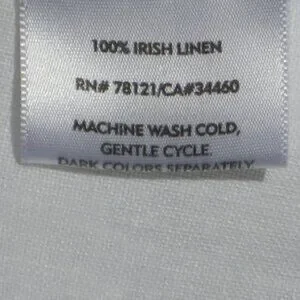 100% IRISH LINEN
RN# 78121/CA#34460
MACHINE WASH COLD,
GENTLE CYCLE.
DARK COLORS SEPARATELY